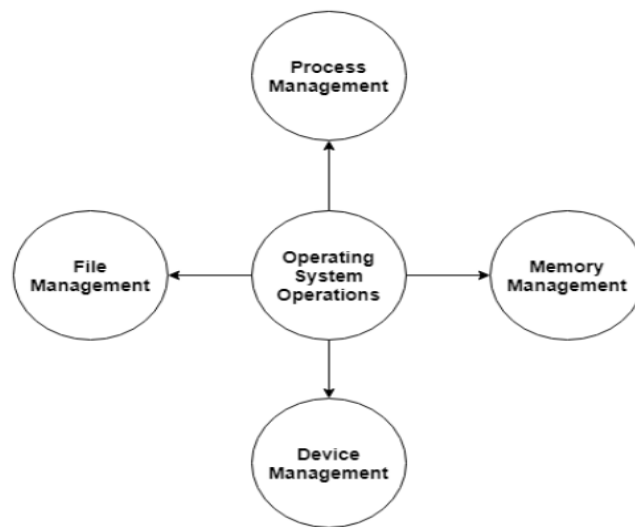 Process
Management
File
Management
Operating
System
Operations
Memory
Management
Device
Management